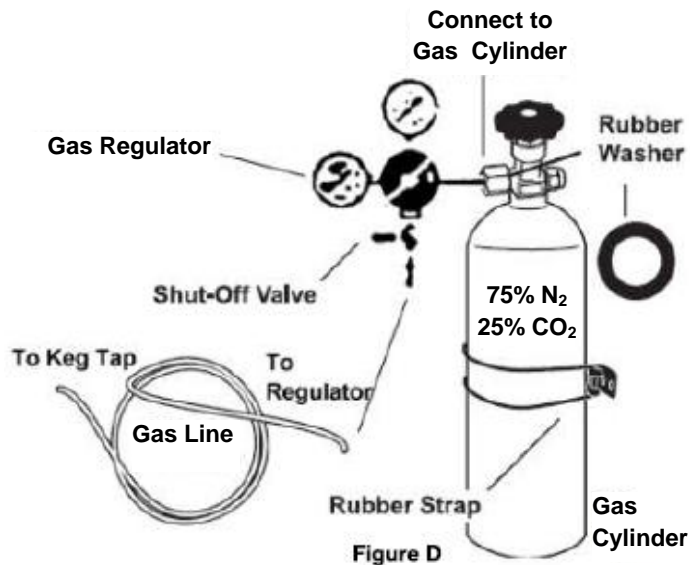 Connect to
Gas Cylinder
Gas Regulator
Rubber
Washer
Shut-Off Valve
75% N₂
25% CO₂
To Keg Tap
To
Regulator
Gas Line
Rubber Strap
Gas
Cylinder
Figure D